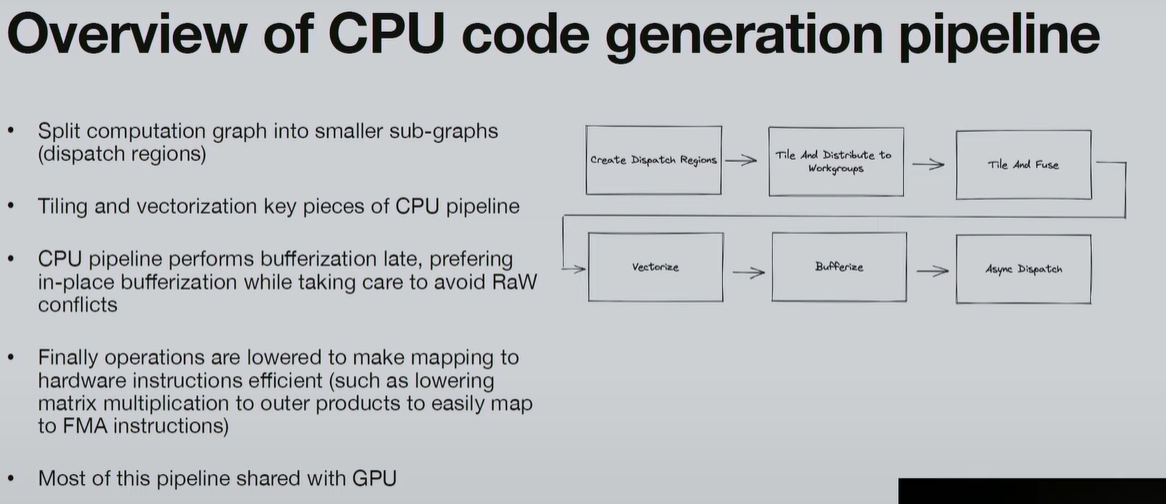 Overview of CPU code generation pipeline
• Split computation graph into smaller sub-graphs
(dispatch regions)
• Tiling and vectorization key pieces of CPU pipeline
• CPU pipeline performs bufferization late, prefering
in-place bufferization while taking care to avoid RaW
conflicts
• Finally operations are lowered to make mapping to
hardware instructions efficient (such as lowering
matrix multiplication to outer products to easily map
to FMA instructions)
• Most of this pipeline shared with GPU
Create Dispatch Regions
Tile And Distribute to
Workgroups
Tile And Fuse
Vectorize
Bufferize
Async Dispatch